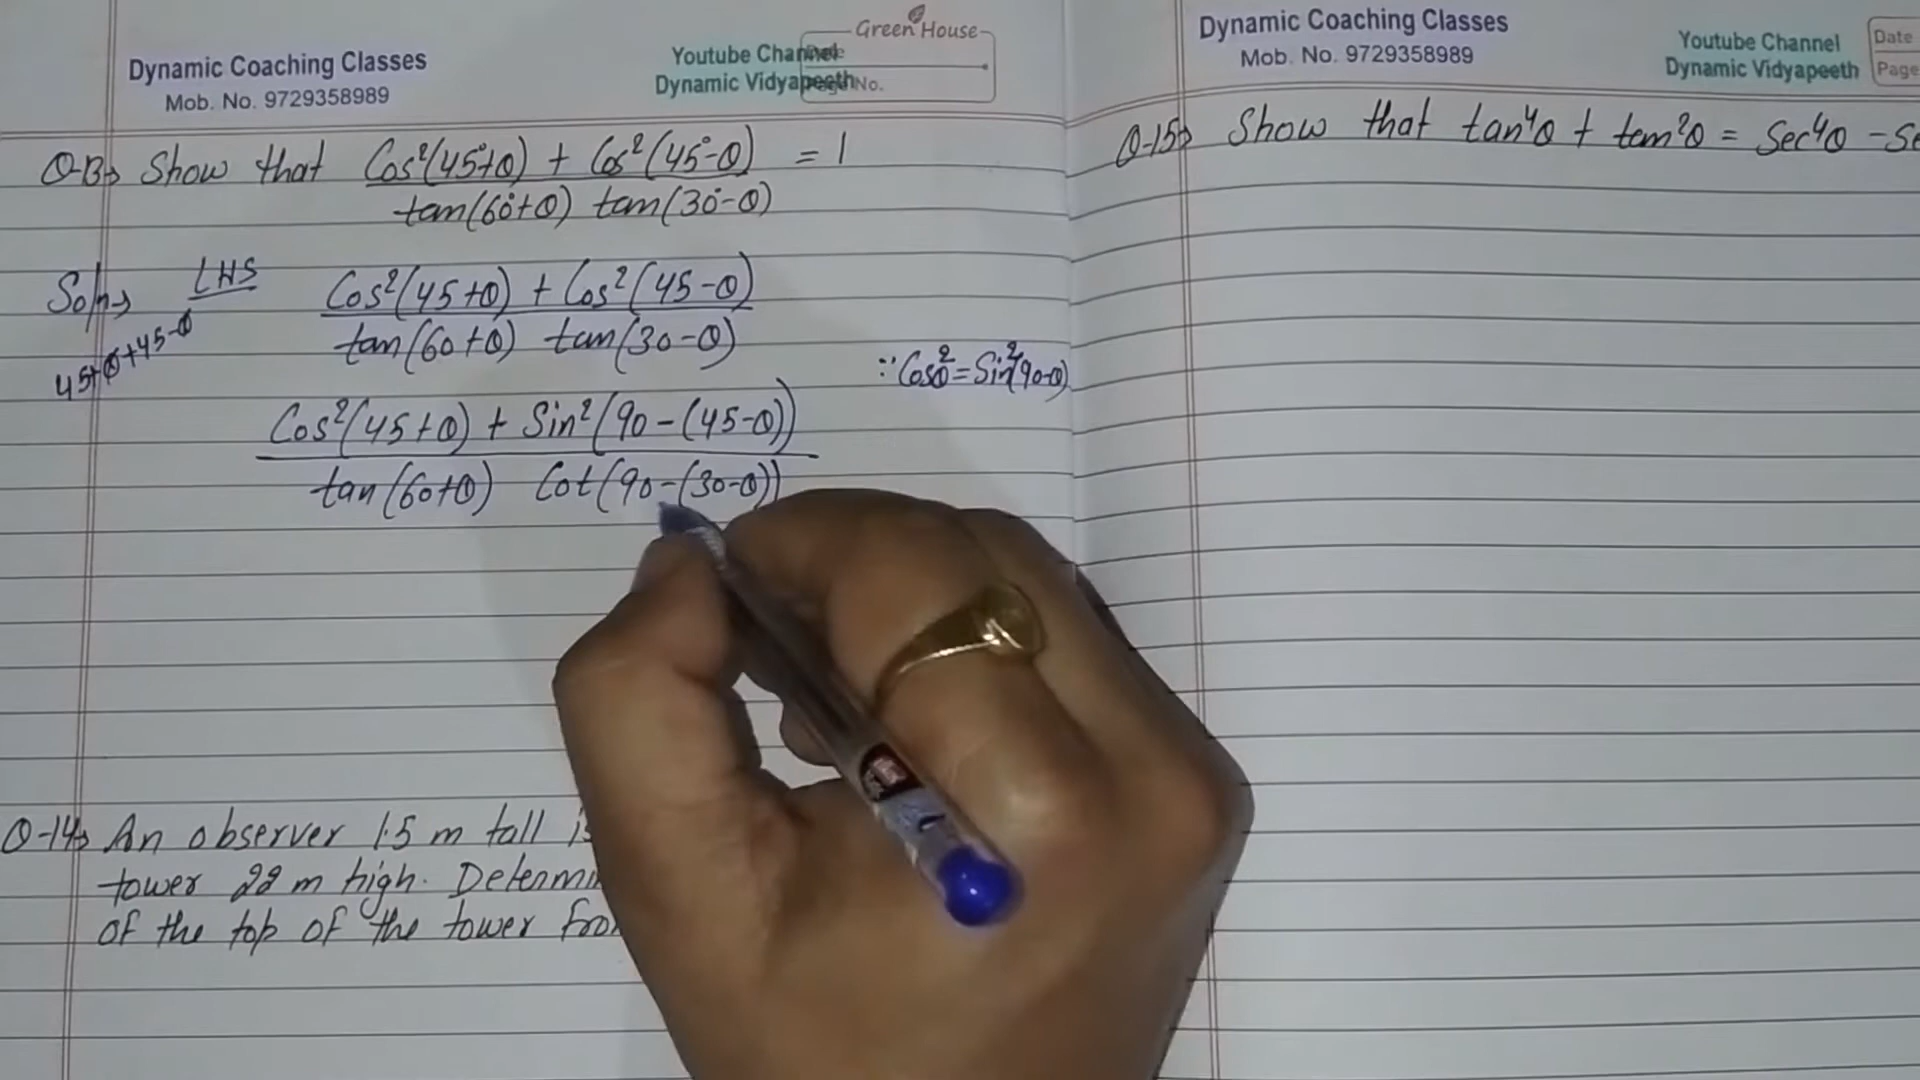 Dynamic Coaching Classes
Mob. No. 9729358989
Youtube Channel
Dynamic Vidyapeeth
Green House
No.
Q-13 Show that Cos²(45°+θ) + Cos²(45°-θ) = 1
tan(60°+θ) tan(30°-θ)
Soln LHS Cos²(45+θ) + Cos²(45-θ)
tan(60+θ) tan(30-θ)
45+θ+45-θ
∵ Cos²θ = Sin²(90-θ)
Cos²(45+θ) + Sin²(90-(45-θ))
tan(60+θ) Cot(90-(30-θ))
Q-14 An observer 1.5 m tall
tower 22 m high.
of the top of the tower
Dynamic Coaching Classes
Mob. No. 9729358989
Youtube Channel
Dynamic Vidyapeeth
Date
Page
Q-15 Show that tan⁴θ + tan²θ = Sec⁴θ -